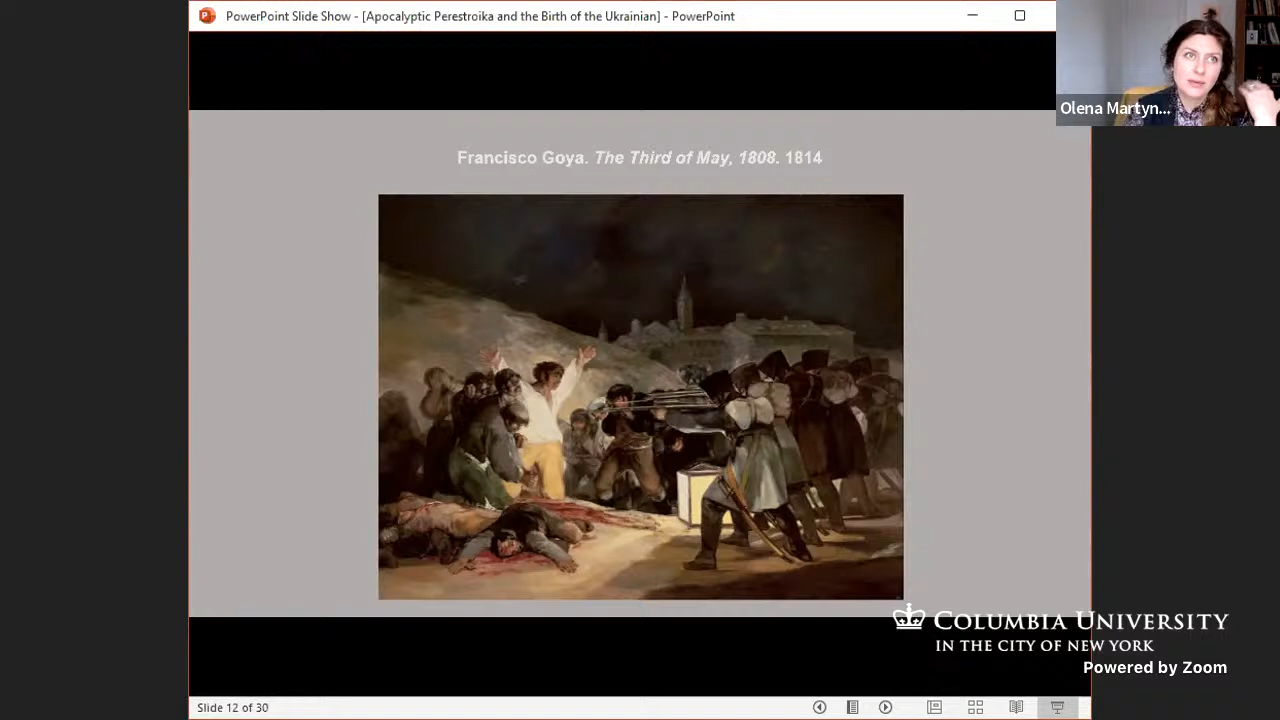 PowerPoint Slide Show - [Apocalyptic Perestroika and the Birth of the Ukrainian] - PowerPoint
Olena Martyn...
Francisco Goya. The Third of May, 1808. 1814
COLUMBIA UNIVERSITY
IN THE CITY OF NEW YORK
Powered by Zoom
Slide 12 of 30